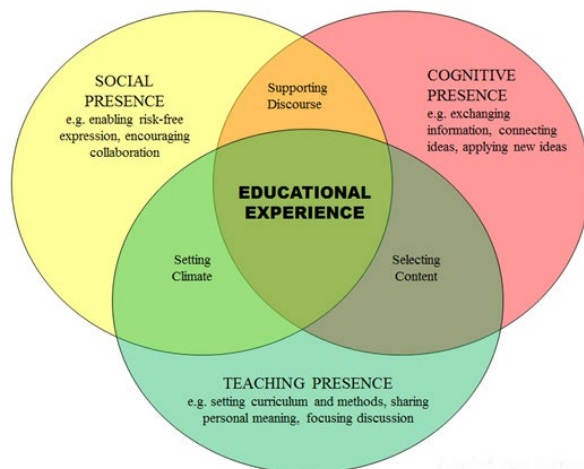 SOCIAL
PRESENCE
e.g. enabling risk-free
expression, encouraging
collaboration
Supporting
Discourse
COGNITIVE
PRESENCE
e.g. exchanging
information, connecting
ideas, applying new ideas
EDUCATIONAL
EXPERIENCE
Setting
Climate
Selecting
Content
TEACHING PRESENCE
e.g. setting curriculum and methods, sharing
personal meaning, focusing discussion